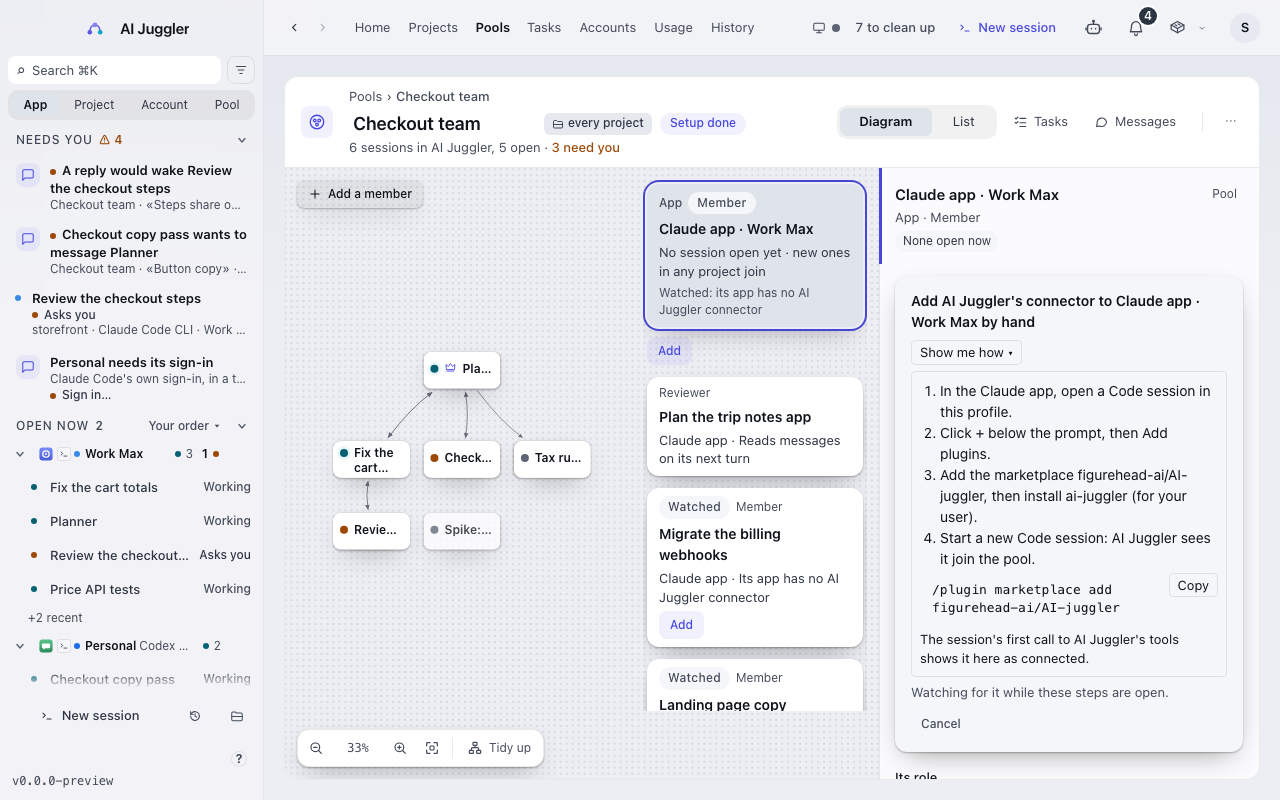 AI Juggler
Search ⌘K
App Project Account Pool
NEEDS YOU 4
A reply would wake Review
the checkout steps
Checkout team · «Steps share o…
Checkout copy pass wants to
message Planner
Checkout team · «Button copy» ·…
Review the checkout steps
Asks you
storefront · Claude Code CLI · Work …
Personal needs its sign-in
Claude Code's own sign-in, in a t…
Sign in…
OPEN NOW 2 Your order
Work Max 3 1
Fix the cart totals Working
Planner Working
Review the checkout… Asks you
Price API tests Working
+2 recent
Personal Codex … 2
Checkout copy pass Working
New session
?
v0.0.0-preview
Home Projects Pools Tasks Accounts Usage History
7 to clean up
New session
4
S
Pools › Checkout team
Checkout team every project Setup done
6 sessions in AI Juggler, 5 open · 3 need you
Diagram List Tasks Messages ···
+ Add a member
Pla…
Fix the
cart…
Check…
Tax ru…
Revie…
Spike:…
33%
Tidy up
App Member
Claude app · Work Max
No session open yet · new ones
in any project join
Watched: its app has no AI
Juggler connector
Add
Reviewer
Plan the trip notes app
Claude app · Reads messages
on its next turn
Watched Member
Migrate the billing
webhooks
Claude app · Its app has no AI
Juggler connector
Add
Watched Member
Landing page copy
Claude app · Work Max Pool
App · Member
None open now
Add AI Juggler's connector to Claude app ·
Work Max by hand
Show me how
1. In the Claude app, open a Code session in
this profile.
2. Click + below the prompt, then Add
plugins.
3. Add the marketplace figurehead-ai/AI-
juggler, then install ai-juggler (for your
user).
4. Start a new Code session: AI Juggler sees
it join the pool.
/plugin marketplace add
figurehead-ai/AI-juggler
Copy
The session's first call to AI Juggler's tools
shows it here as connected.
Watching for it while these steps are open.
Cancel
Its role